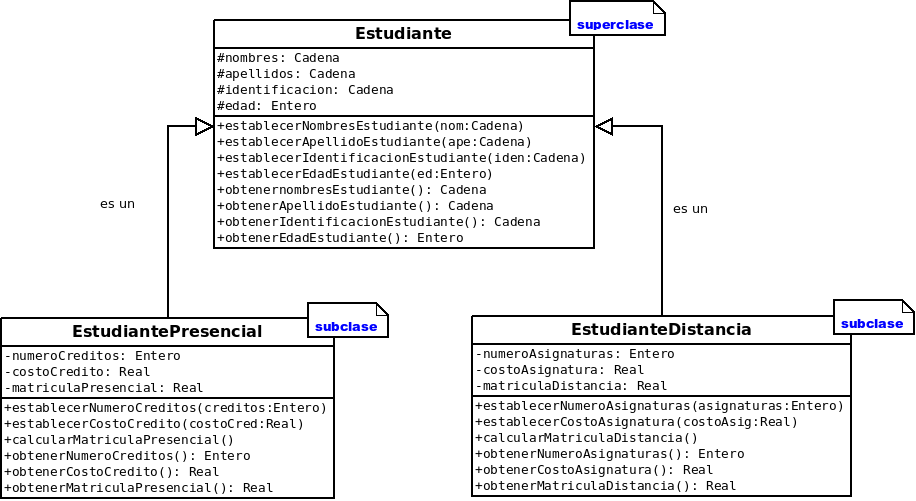 superclase
Estudiante
#nombres: Cadena
#apellidos: Cadena
#identificacion: Cadena
#edad: Entero
+establecerNombresEstudiante(nom:Cadena)
+establecerApellidoEstudiante(ape:Cadena)
+establecerIdentificacionEstudiante(iden:Cadena)
+establecerEdadEstudiante(ed:Entero)
+obtenernombresEstudiante(): Cadena
+obtenerApellidoEstudiante(): Cadena
+obtenerIdentificacionEstudiante(): Cadena
+obtenerEdadEstudiante(): Entero
es un
es un
subclase
EstudiantePresencial
-numeroCreditos: Entero
-costoCredito: Real
-matriculaPresencial: Real
+establecerNumeroCreditos(creditos:Entero)
+establecerCostoCredito(costoCred:Real)
+calcularMatriculaPresencial()
+obtenerNumeroCreditos(): Entero
+obtenerCostoCredito(): Real
+obtenerMatriculaPresencial(): Real
subclase
EstudianteDistancia
-numeroAsignaturas: Entero
-costoAsignatura: Real
-matriculaDistancia: Real
+establecerNumeroAsignaturas(asignaturas:Entero)
+establecerCostoAsignatura(costoAsig:Real)
+calcularMatriculaDistancia()
+obtenerNumeroAsignaturas(): Entero
+obtenerCostoAsignatura(): Real
+obtenerMatriculaDistancia(): Real